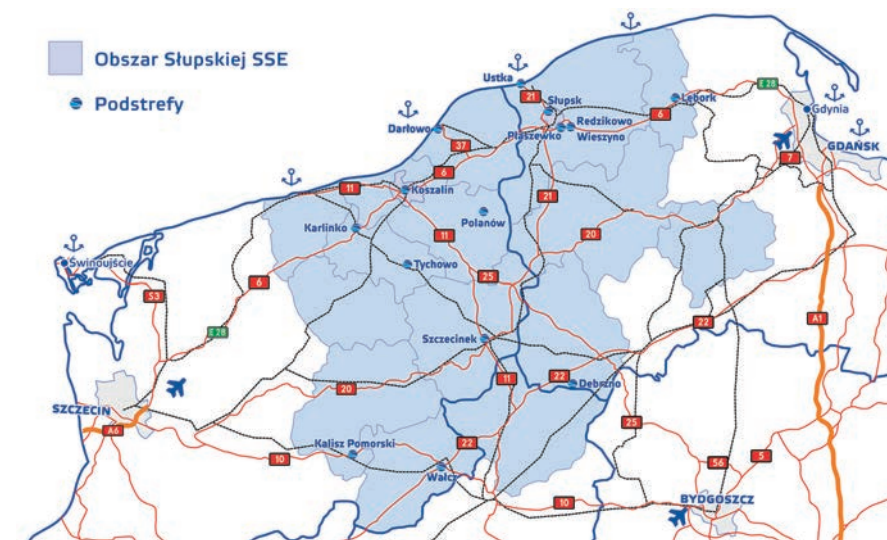 Obszar Słupskiej SSE
Podstrefy
Ustka
21
Słupsk
Lębork
E 28
Gdynia
Darłowo
Płaszewko
Redzikowo
Wieszyno
6
GDAŃSK
37
7
6
11
Koszalin
21
Karlinko
Polanów
11
20
Świnoujście
Tychowo
25
6
S3
22
A1
E 28
Szczecinek
11
22
Debrzno
20
SZCZECIN
25
A6
Kalisz Pomorski
22
10
Wałcz
56
5
10
BYDGOSZCZ